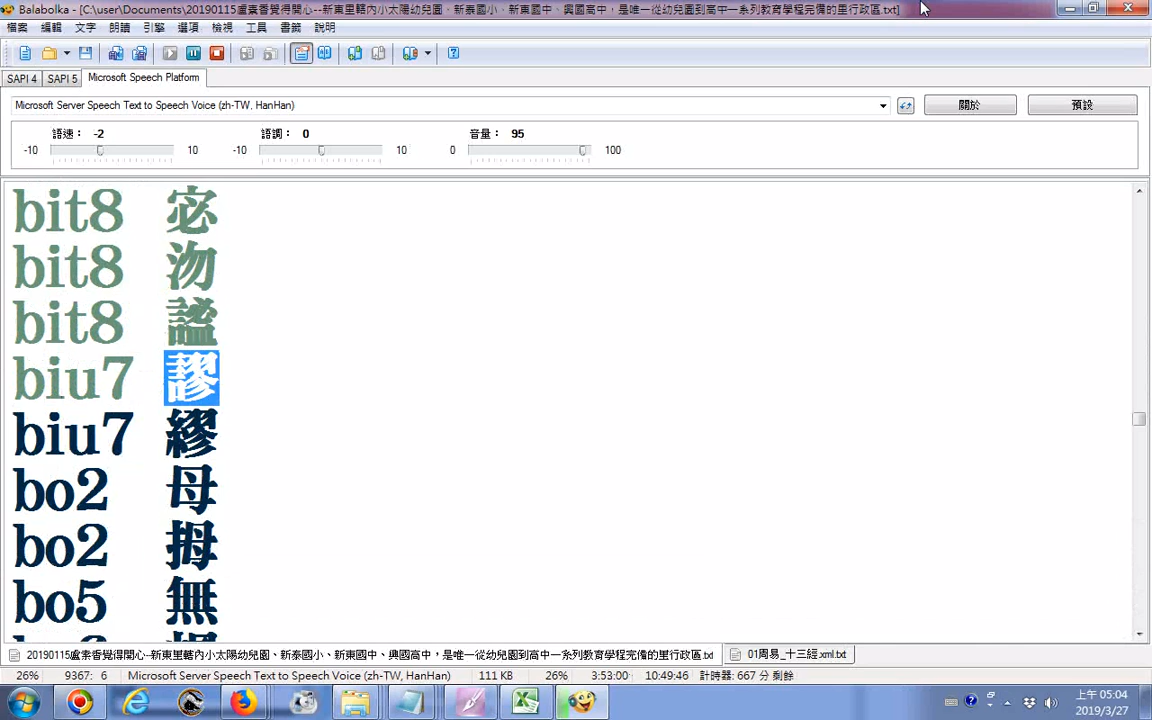 Balabolka - [C:\user\Documents\20190115盧素香覺得開心--新東里轄內小太陽幼兒園、新泰國小、新東國中、興國高中，是唯一從幼兒園到高中一系列教育學程完備的里行政區.txt]
檔案 編輯 文字 朗讀 引擎 選項 檢視 工具 書籤 說明
SAPI 4 SAPI 5 Microsoft Speech Platform
Microsoft Server Speech Text to Speech Voice (zh-TW, HanHan) 關於 預設
語速： -2 語調： 0 音量： 95
-10 10 -10 10 0 100
bit8 宓
bit8 沕
bit8 謐
biu7 謬
biu7 繆
bo2 母
bo2 拇
bo5 無
20190115盧素香覺得開心--新東里轄內小太陽幼兒園、新泰國小、新東國中、興國高中，是唯一從幼兒園到高中一系列教育學程完備的里行政區.txt 01周易_十三經.xml.txt
26% 9367: 6 Microsoft Server Speech Text to Speech Voice (zh-TW, HanHan) 111 KB 26% 3:53:00 10:49:46 計時器: 667 分 剩餘
上午 05:04
2019/3/27